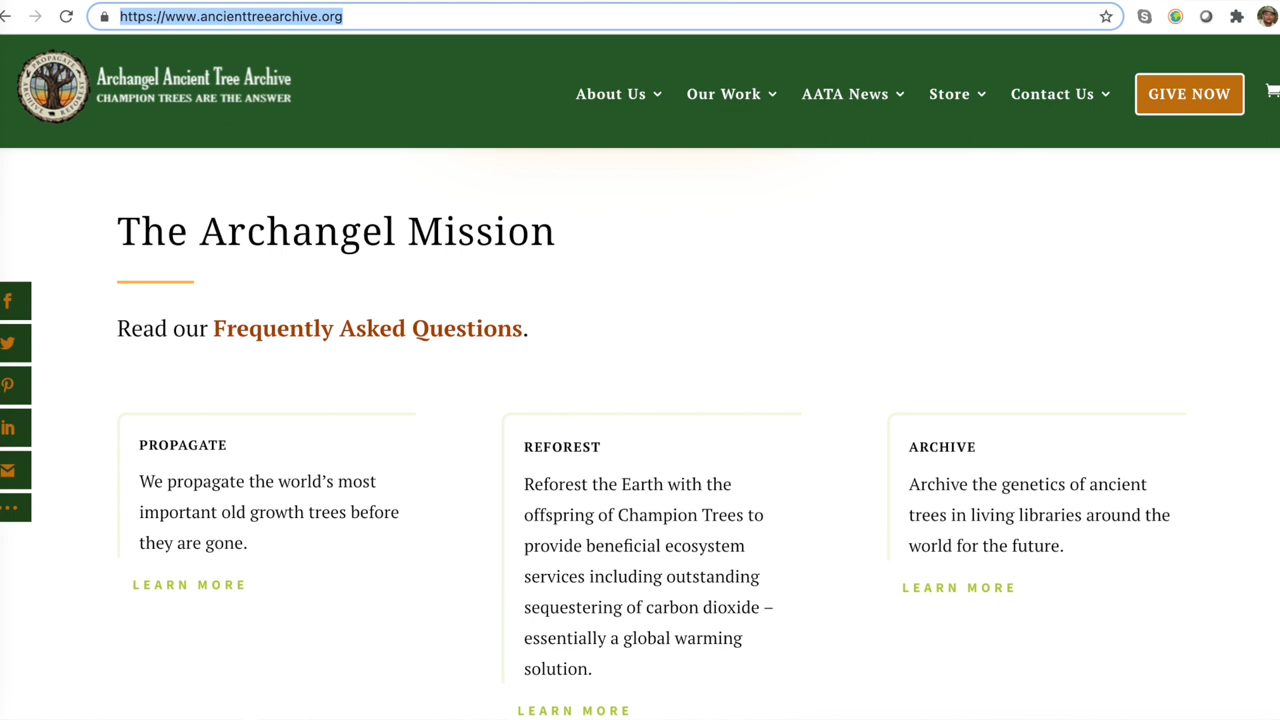 https://www.ancienttreearchive.org
PROPAGATE
ARCHIVE
REFOREST
Archangel Ancient Tree Archive
CHAMPION TREES ARE THE ANSWER
About Us
Our Work
AATA News
Store
Contact Us
GIVE NOW
The Archangel Mission
Read our Frequently Asked Questions.
PROPAGATE
We propagate the world's most
important old growth trees before
they are gone.
LEARN MORE
REFOREST
Reforest the Earth with the
offspring of Champion Trees to
provide beneficial ecosystem
services including outstanding
sequestering of carbon dioxide –
essentially a global warming
solution.
LEARN MORE
ARCHIVE
Archive the genetics of ancient
trees in living libraries around the
world for the future.
LEARN MORE